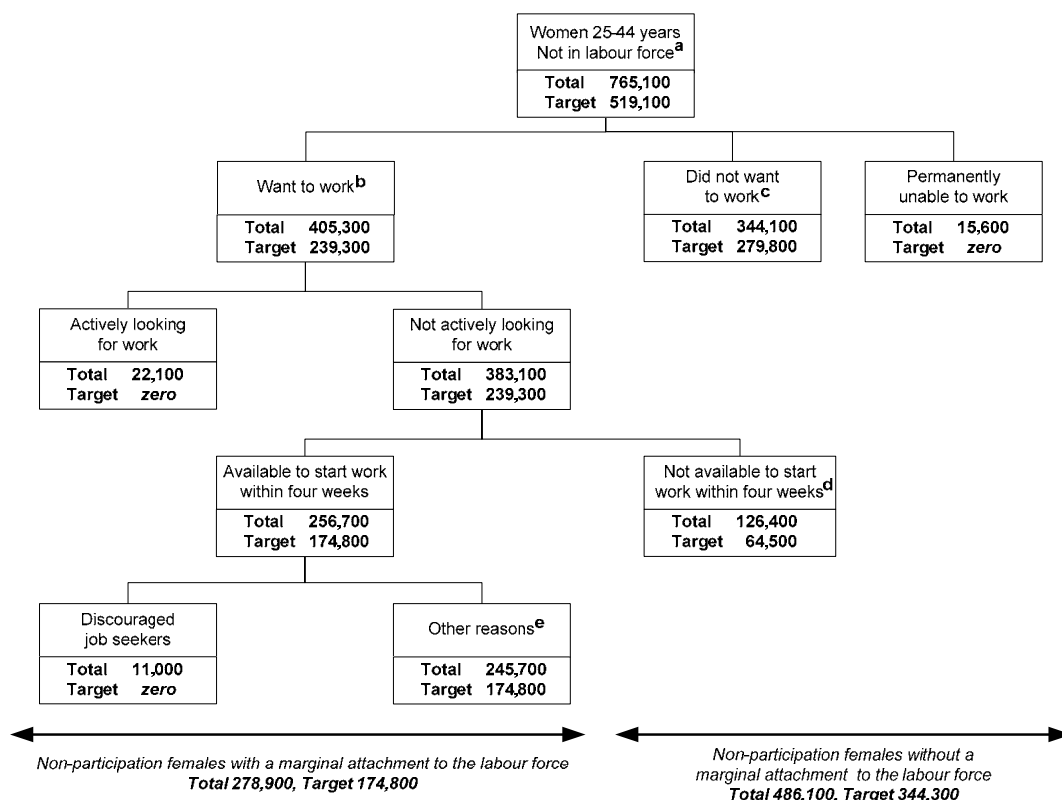 Women 25-44 years
Not in labour force a
Total 765,100
Target 519,100
Want to work b
Total 405,300
Target 239,300
Did not want
to work c
Total 344,100
Target 279,800
Permanently
unable to work
Total 15,600
Target zero
Actively looking
for work
Total 22,100
Target zero
Not actively looking
for work
Total 383,100
Target 239,300
Available to start work
within four weeks
Total 256,700
Target 174,800
Not available to start
work within four weeks d
Total 126,400
Target 64,500
Discouraged
job seekers
Total 11,000
Target zero
Other reasons e
Total 245,700
Target 174,800
Non-participation females with a marginal attachment to the labour force
Total 278,900, Target 174,800
Non-participation females without a
marginal attachment to the labour force
Total 486,100, Target 344,300